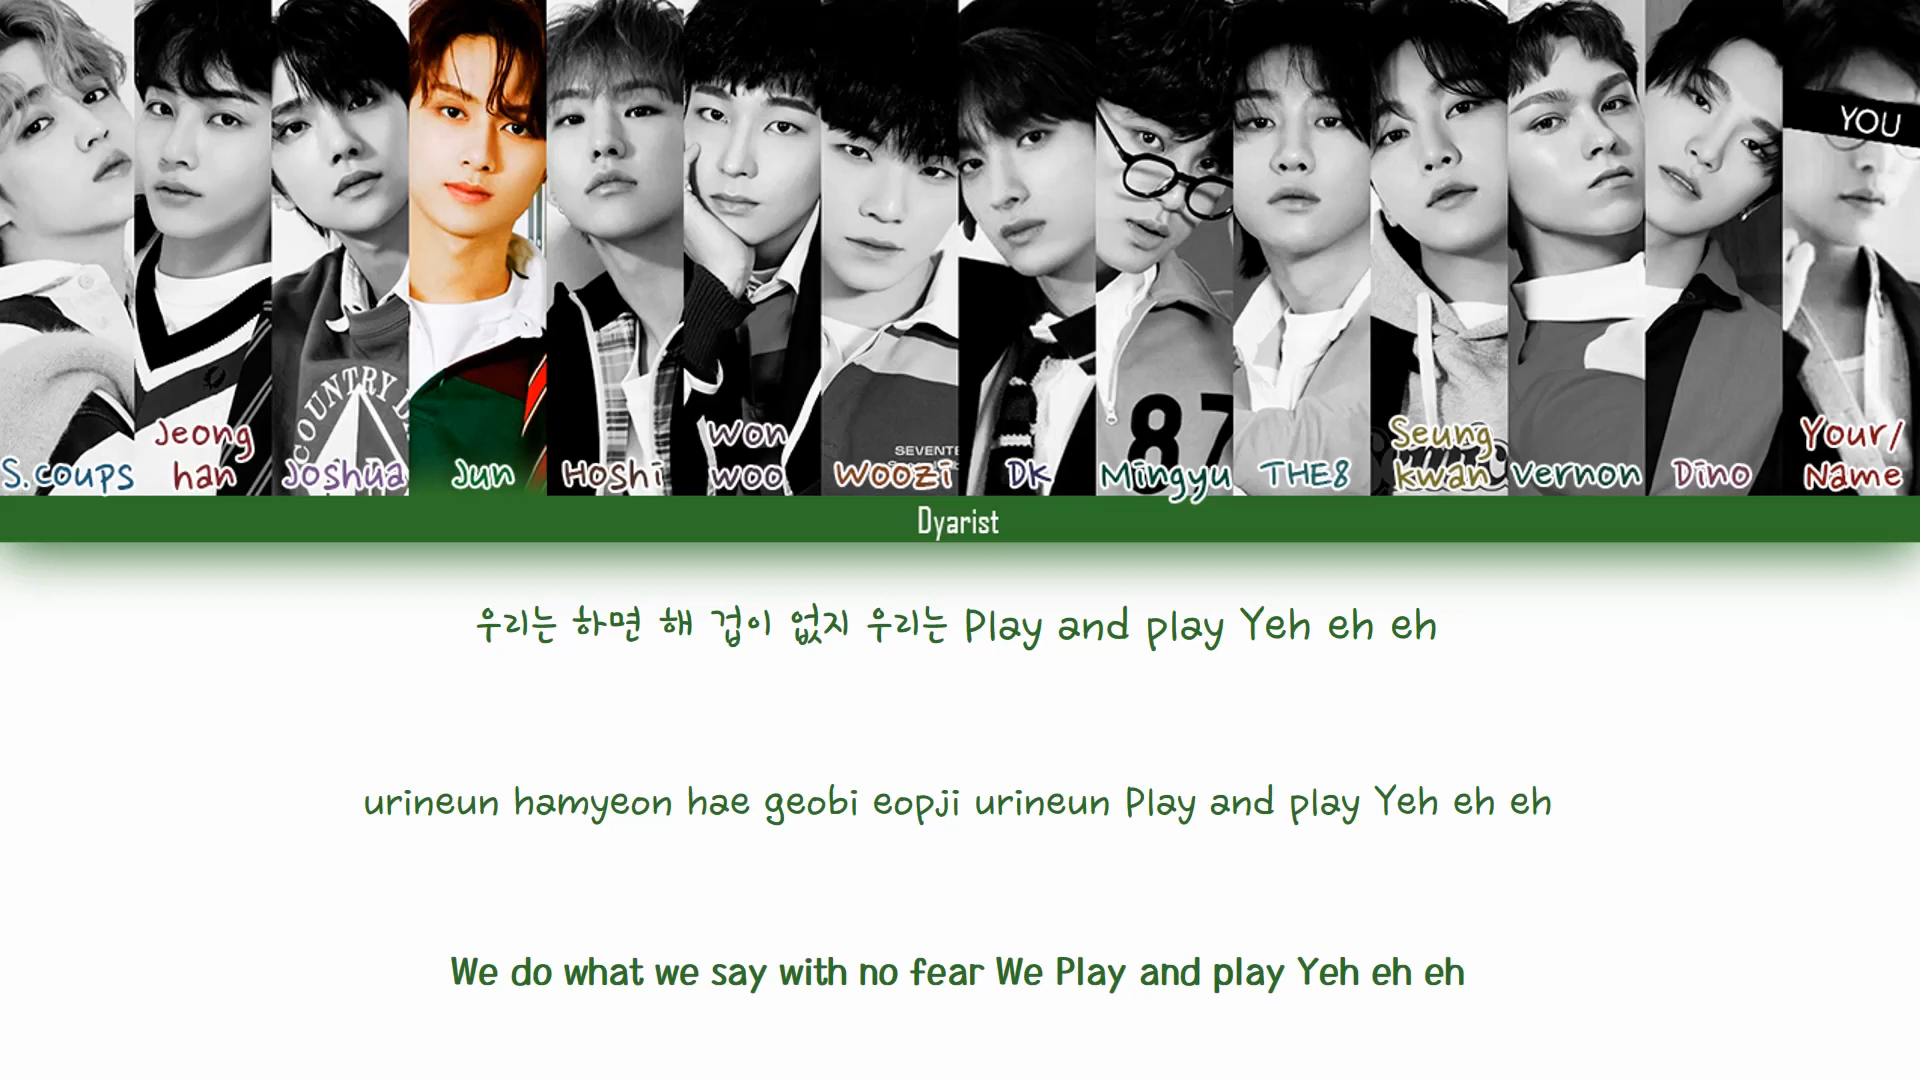 YOU
COUNTRY
87
SEVENTE
S.COUPS
Jeong
han
Joshua
Jun
Hoshi
Won
woo
WOOZI
DK
Mingyu
THE8
Seung
kwan
Vernon
Dino
Your/
Name
Dyarist
우리는 하면 해 겁이 없지 우리는 Play and play Yeh eh eh
urineun hamyeon hae geobi eopji urineun Play and play Yeh eh eh
We do what we say with no fear We Play and play Yeh eh eh